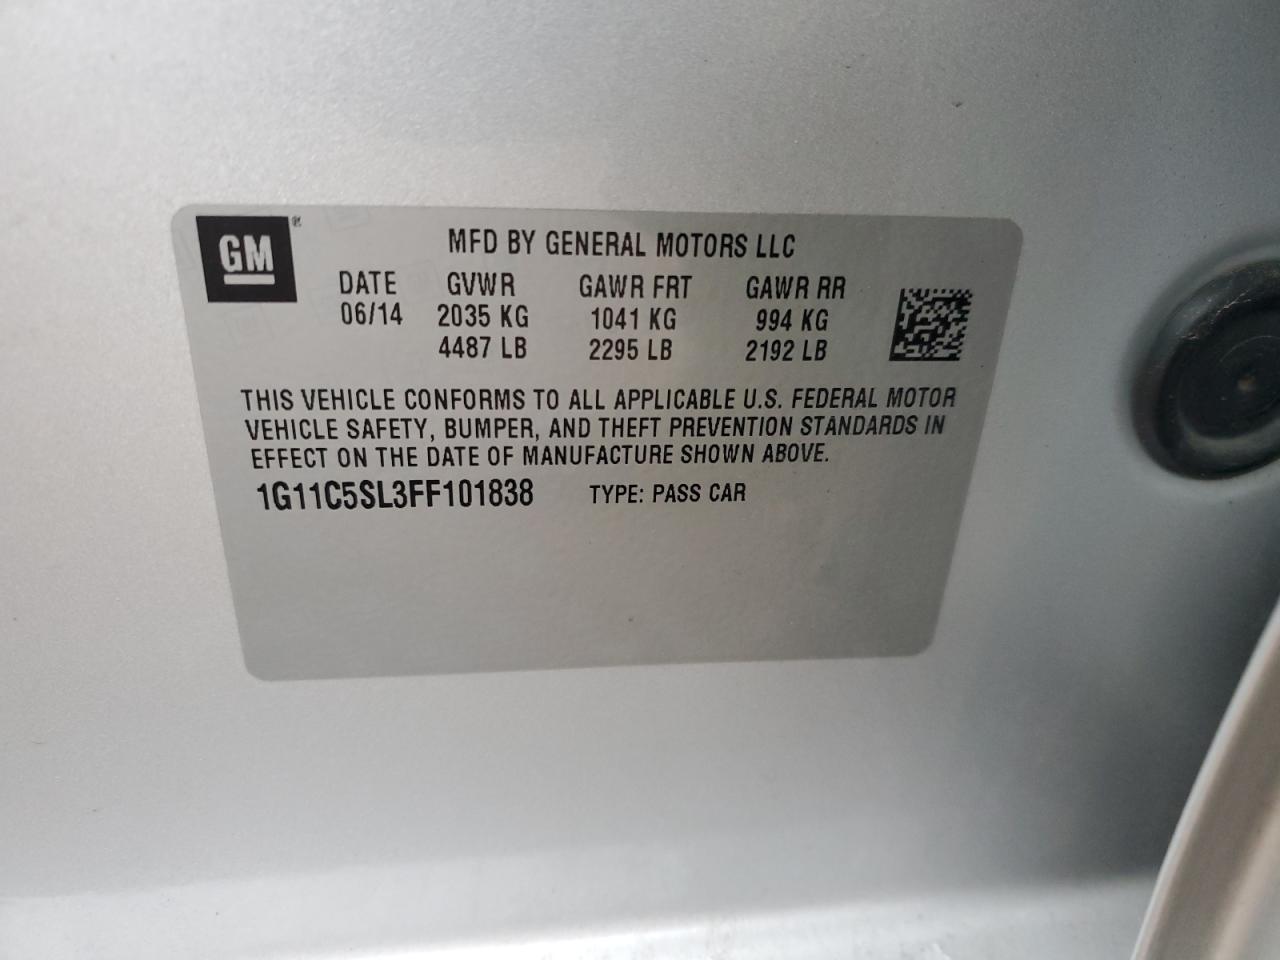 GM®
MFD BY GENERAL MOTORS LLC
DATE GVWR GAWR FRT GAWR RR
06/14 2035 KG 1041 KG 994 KG
4487 LB 2295 LB 2192 LB
THIS VEHICLE CONFORMS TO ALL APPLICABLE U.S. FEDERAL MOTOR
VEHICLE SAFETY, BUMPER, AND THEFT PREVENTION STANDARDS IN
EFFECT ON THE DATE OF MANUFACTURE SHOWN ABOVE.
1G11C5SL3FF101838 TYPE: PASS CAR